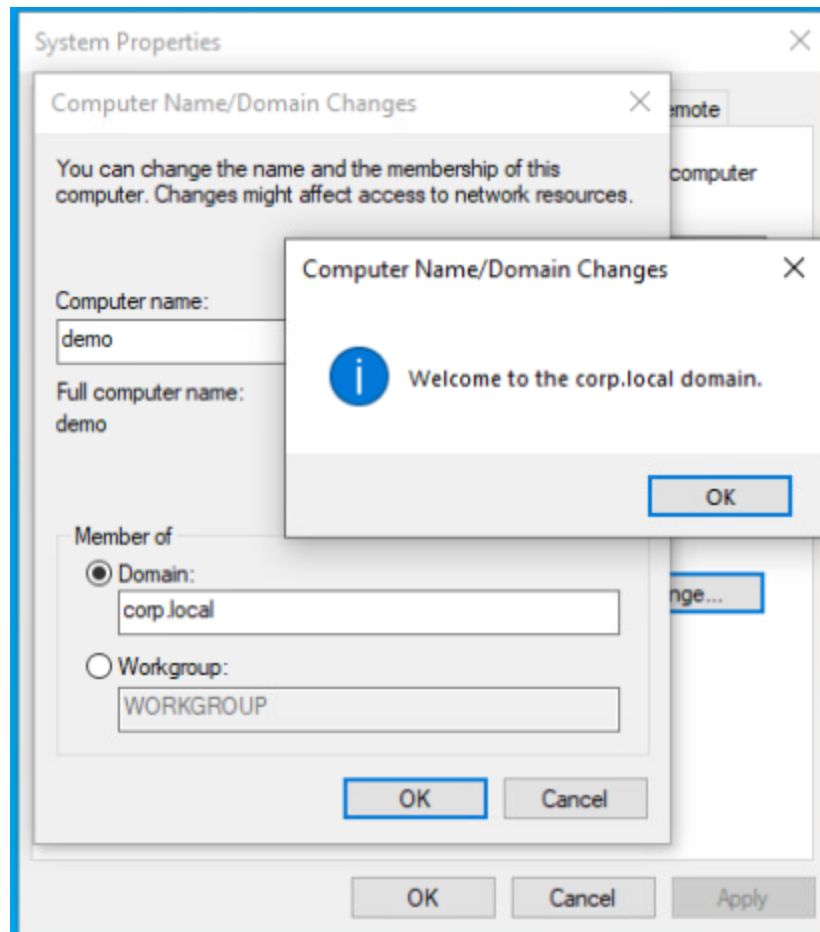 System Properties
Computer Name/Domain Changes
You can change the name and the membership of this
computer. Changes might affect access to network resources.
computer
Computer Name/Domain Changes
Welcome to the corp.local domain.
OK
Computer name:
demo
Full computer name:
demo
Member of
Domain:
corp.local
Workgroup:
WORKGROUP
OK
Cancel
OK
Cancel
Apply